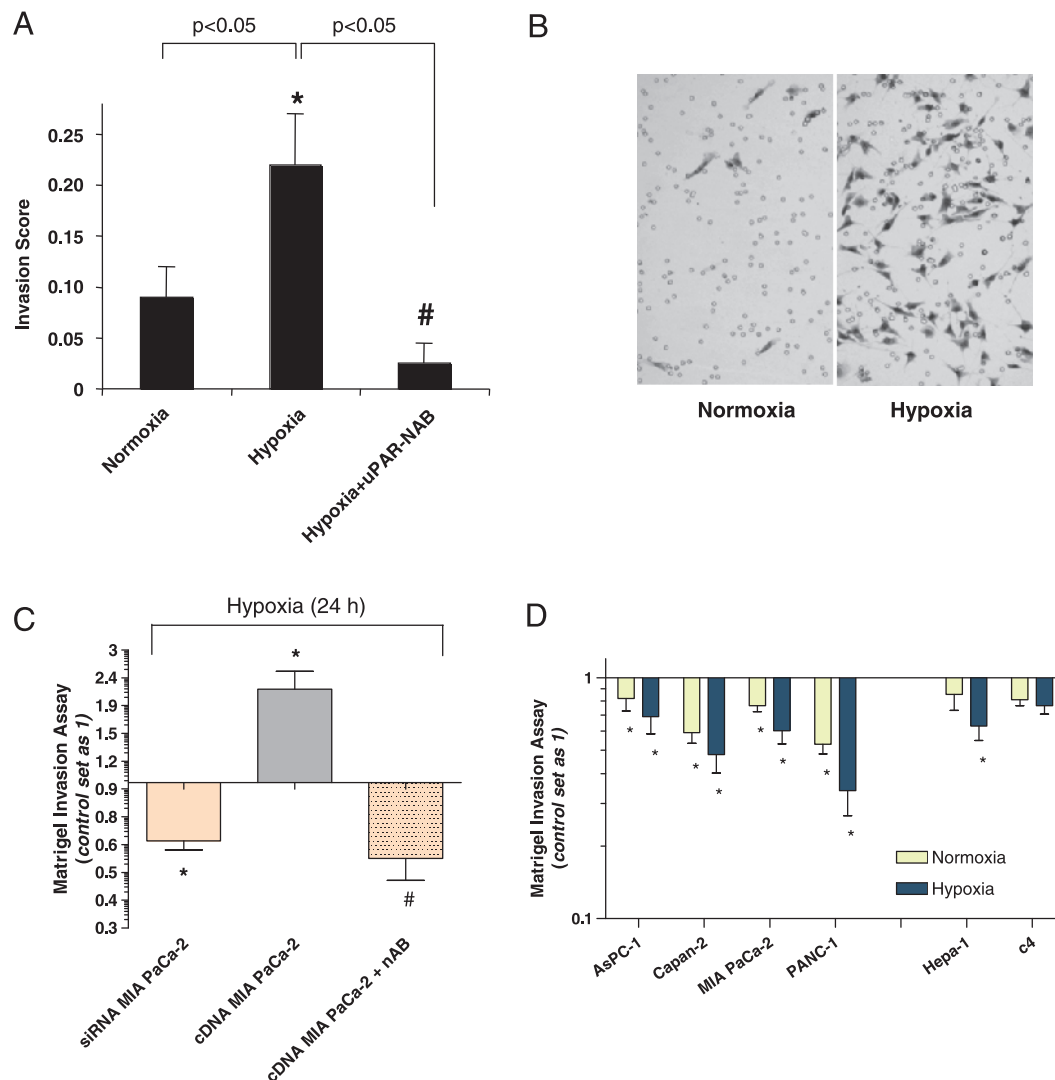 A
p<0.05
p<0.05
*
#
Invasion Score
0.25
0.20
0.15
0.10
0.05
0
Normoxia
Hypoxia
Hypoxia+uPAR-NAB
B
Normoxia
Hypoxia
C
Hypoxia (24 h)
Matrigel Invasion Assay
(control set as 1)
3
2.4
1.9
1.5
1.2
0.9
0.6
0.5
0.4
0.3
*
*
#
siRNA MIA PaCa-2
cDNA MIA PaCa-2
cDNA MIA PaCa-2 + nAB
D
Matrigel Invasion Assay
(control set as 1)
1
0.1
*
*
*
*
*
*
*
*
*
Normoxia
Hypoxia
AsPC-1
Capan-2
MIA PaCa-2
PANC-1
Hepa-1
c4